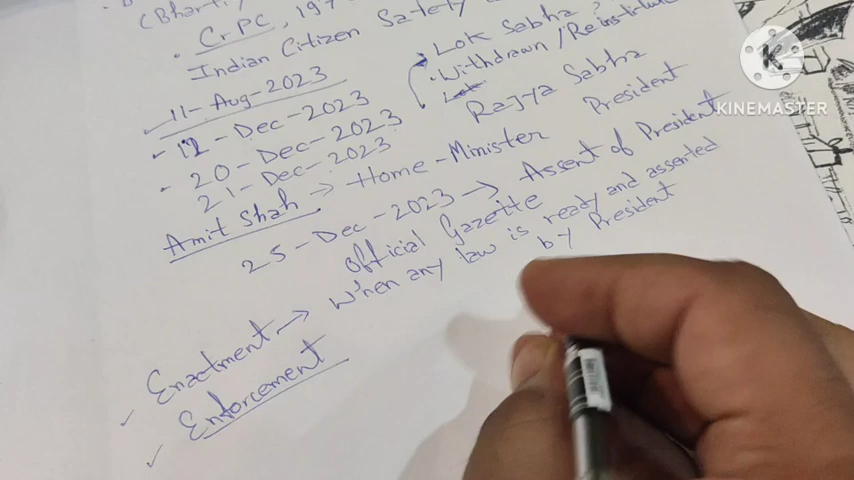 (Bharti
CrPC, 197
Indian Citizen Satety
11-Aug-2023
Lok Sabha?
12-Dec-2023
Withdrawn/Reinstitute
20-Dec-2023
Rajya Sabha
21-Dec-2023
President
Amit Shah → Home-Minister
25-Dec-2023 → Assent of President
Official Gazette
Enactment → When any law is ready and asserted
by President
Enforcement
KINEMASTER